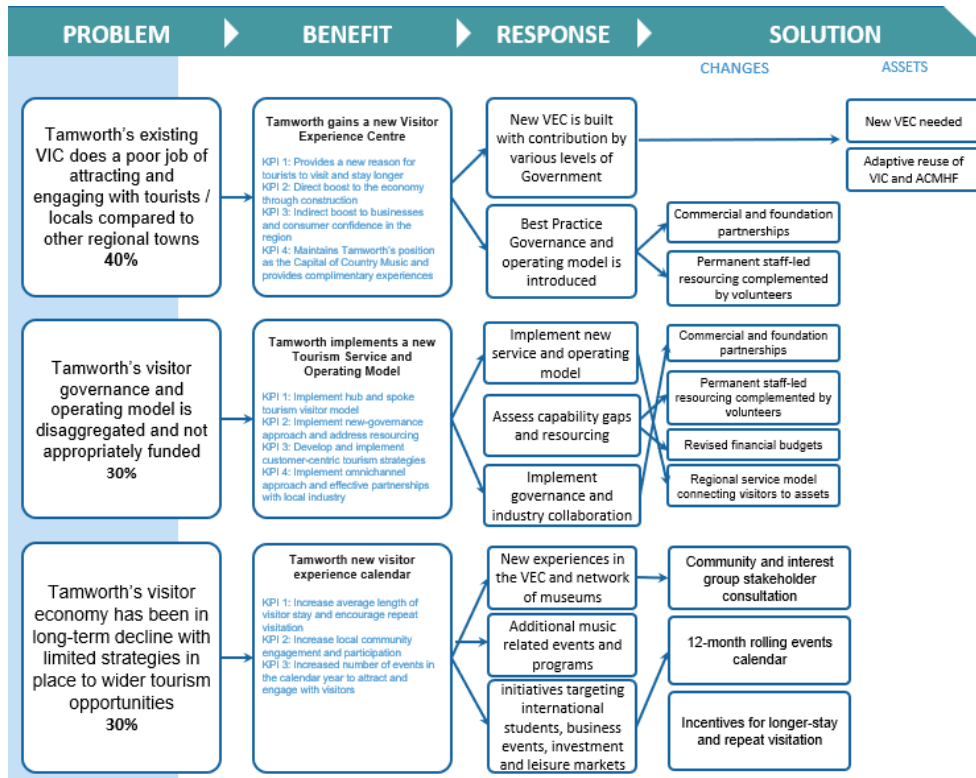 PROBLEM
BENEFIT
RESPONSE
SOLUTION
CHANGES
ASSETS
Tamworth's existing
VIC does a poor job of
attracting and
engaging with tourists /
locals compared to
other regional towns
40%
Tamworth gains a new Visitor
Experience Centre
KPI 1: Provides a new reason for
tourists to visit and stay longer
KPI 2: Direct boost to the economy
through construction
KPI 3: Indirect boost to businesses
and consumer confidence in the
region
KPI 4: Maintains Tamworth's position
as the Capital of Country Music and
provides complimentary experiences
New VEC is built
with contribution by
various levels of
Government
Best Practice
Governance and
operating model is
introduced
Commercial and foundation
partnerships
Permanent staff-led
resourcing complemented
by volunteers
New VEC needed
Adaptive reuse of
VIC and ACMHF
Tamworth's visitor
governance and
operating model is
disaggregated and not
appropriately funded
30%
Tamworth implements a new
Tourism Service and
Operating Model
KPI 1: Implement hub and spoke
tourism visitor model
KPI 2: Implement new-governance
approach and address resourcing
KPI 3: Develop and implement
customer-centric tourism strategies
KPI 4: Implement omnichannel
approach and effective partnerships
with local industry
Implement new
service and operating
model
Assess capability gaps
and resourcing
Implement
governance and
industry collaboration
Commercial and foundation
partnerships
Permanent staff-led
resourcing complemented by
volunteers
Revised financial budgets
Regional service model
connecting visitors to assets
Tamworth's visitor
economy has been in
long-term decline with
limited strategies in
place to wider tourism
opportunities
30%
Tamworth new visitor
experience calendar
KPI 1: Increase average length of
visitor stay and encourage repeat
visitation
KPI 2: Increase local community
engagement and participation
KPI 3: Increased number of events in
the calendar year to attract and
engage with visitors
New experiences in
the VEC and network
of museums
Additional music
related events and
programs
initiatives targeting
international
students, business
events, investment
and leisure markets
Community and interest
group stakeholder
consultation
12-month rolling events
calendar
Incentives for longer-stay
and repeat visitation